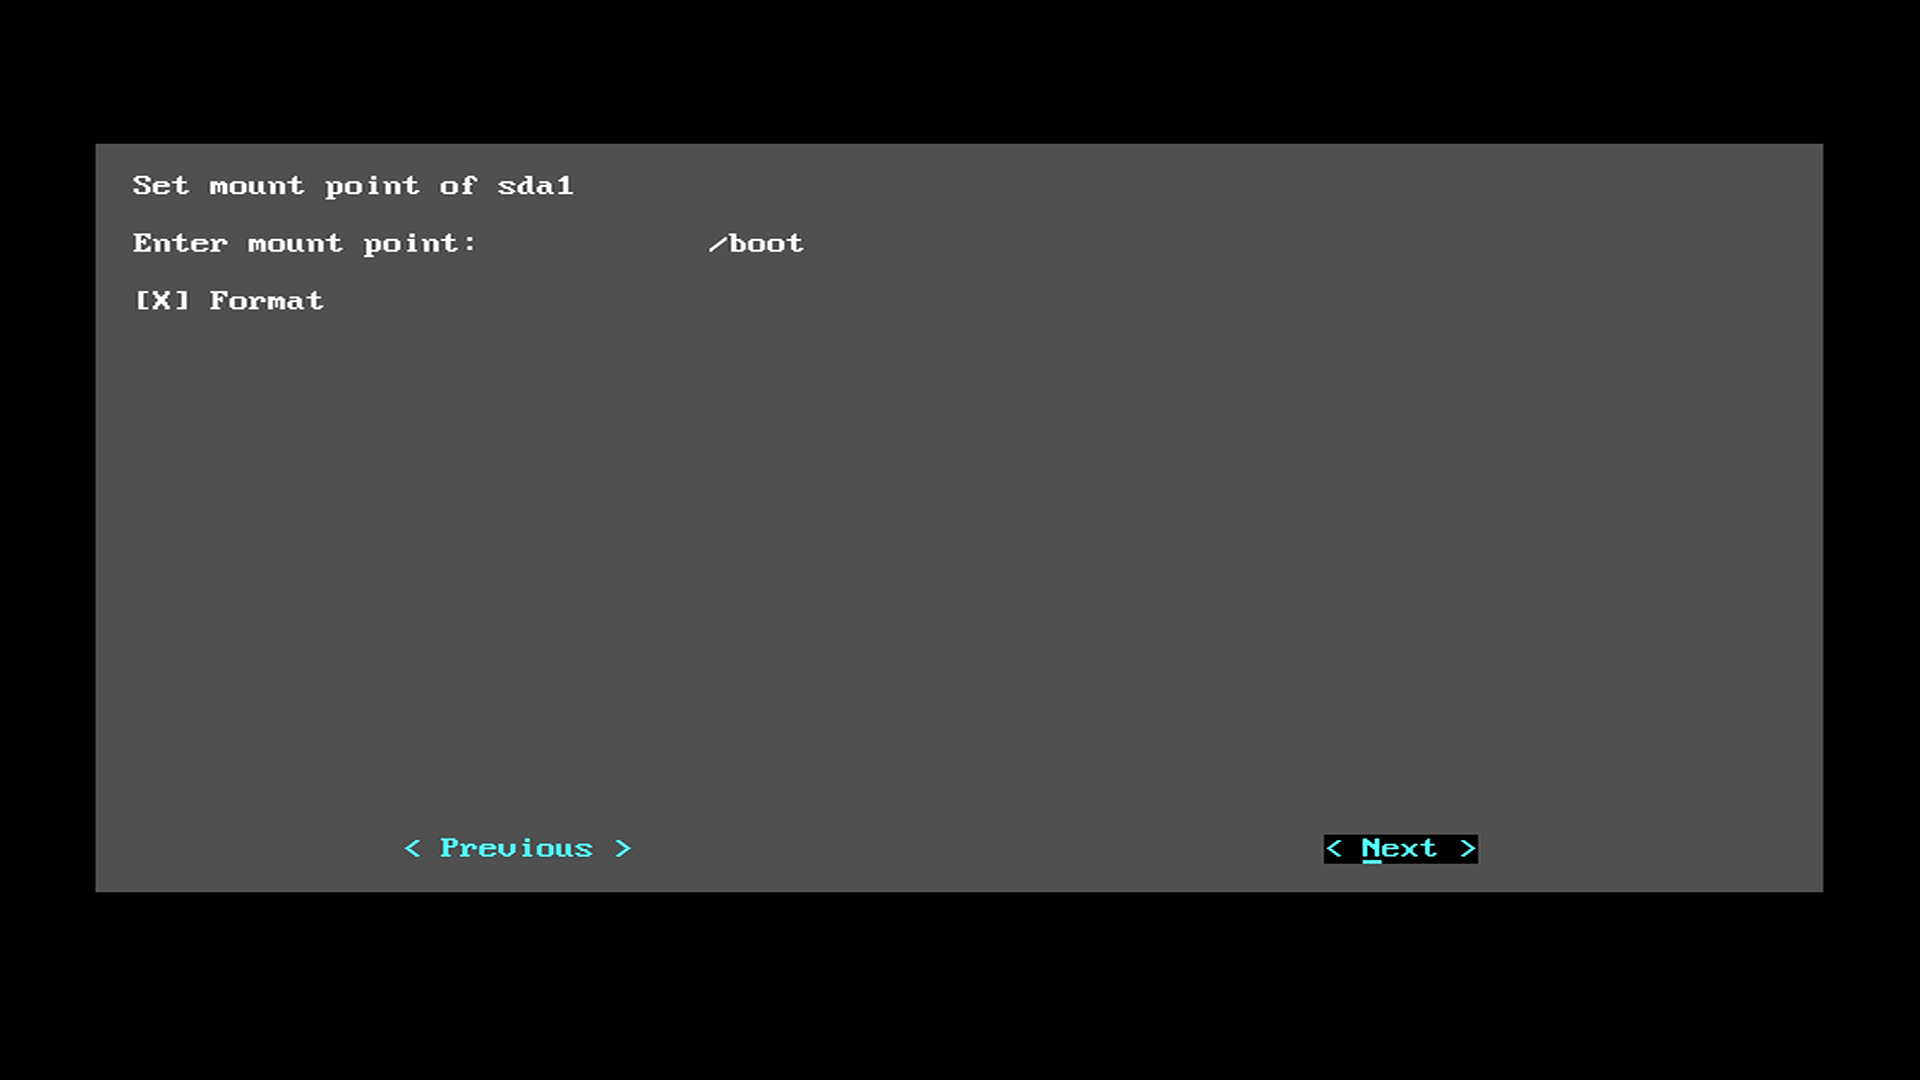 Set mount point of sda1
Enter mount point: /boot
[X] Format
< Previous > < Next >